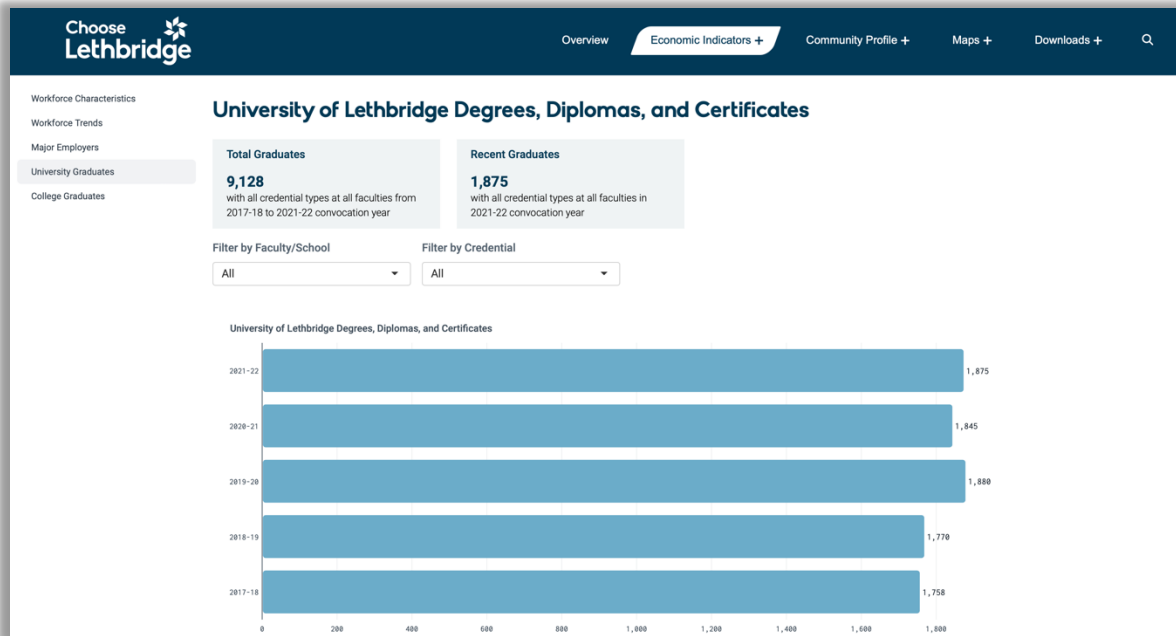 Choose
Lethbridge
Overview
Economic Indicators +
Community Profile +
Maps +
Downloads +
Workforce Characteristics
Workforce Trends
Major Employers
University Graduates
College Graduates
University of Lethbridge Degrees, Diplomas, and Certificates
Total Graduates
9,128
with all credential types at all faculties from
2017-18 to 2021-22 convocation year
Recent Graduates
1,875
with all credential types at all faculties in
2021-22 convocation year
Filter by Faculty/School
All
Filter by Credential
All
University of Lethbridge Degrees, Diplomas, and Certificates
2021-22 1,875
2020-21 1,845
2019-20 1,880
2018-19 1,770
2017-18 1,758
0 200 400 600 800 1,000 1,200 1,400 1,600 1,800